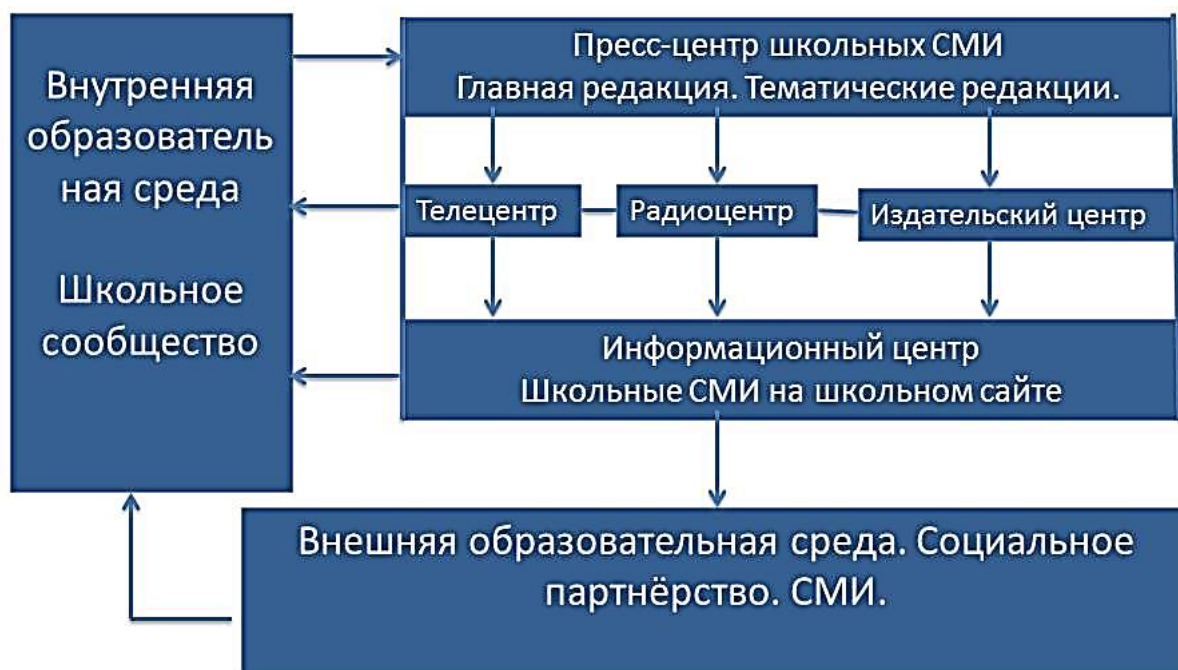 Внутренняя
образователь
ная среда
Школьное
сообщество
Пресс-центр школьных СМИ
Главная редакция. Тематические редакции.
Телецентр
Радиоцентр
Издательский центр
Информационный центр
Школьные СМИ на школьном сайте
Внешняя образовательная среда. Социальное
партнёрство. СМИ.